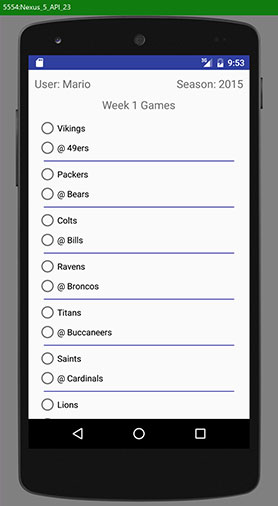 5554:Nexus_5_API_23
3G 9:53
User: Mario Season: 2015
Week 1 Games
Vikings
@ 49ers
Packers
@ Bears
Colts
@ Bills
Ravens
@ Broncos
Titans
@ Buccaneers
Saints
@ Cardinals
Lions